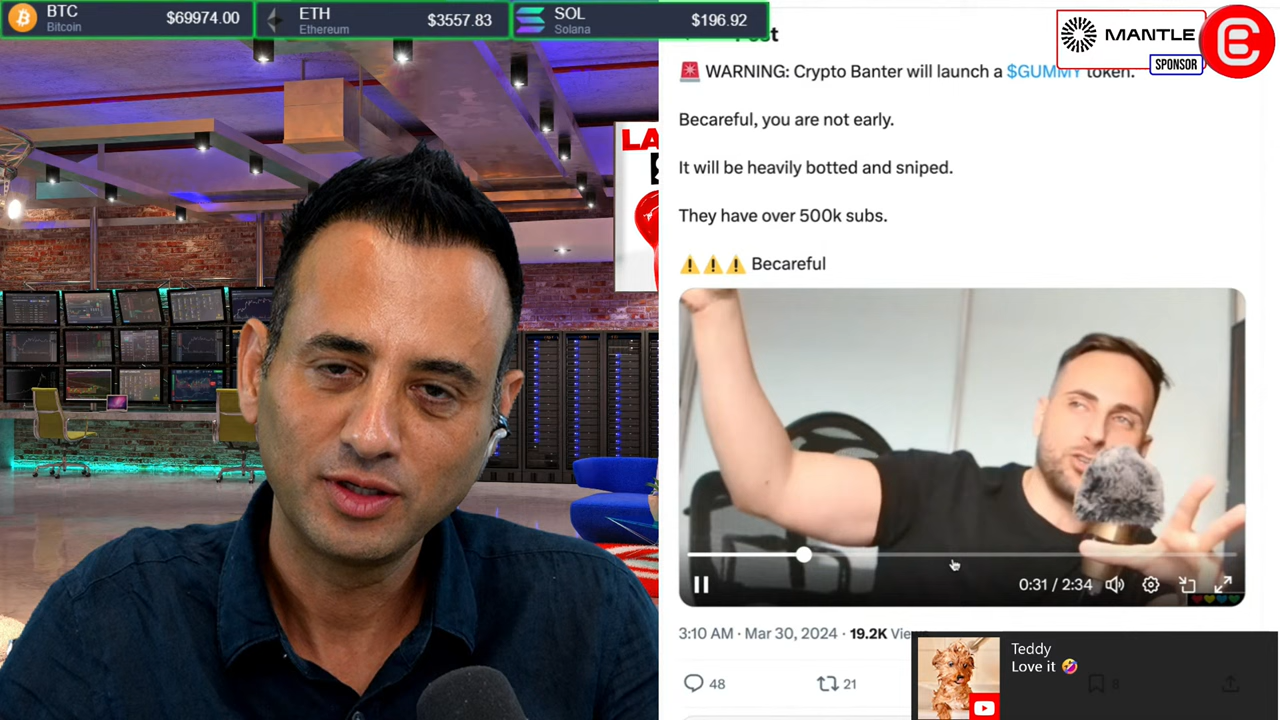 BTC
Bitcoin
$69974.00
ETH
Ethereum
$3557.83
SOL
Solana
$196.92
MANTLE
SPONSOR
LA
🚨 WARNING: Crypto Banter will launch a $GUMMY token.
Becareful, you are not early.
It will be heavily botted and sniped.
They have over 500k subs.
⚠️⚠️⚠️ Becareful
0:31 / 2:34
3:10 AM · Mar 30, 2024 · 19.2K
48
21
8
Teddy
Love it 🤣